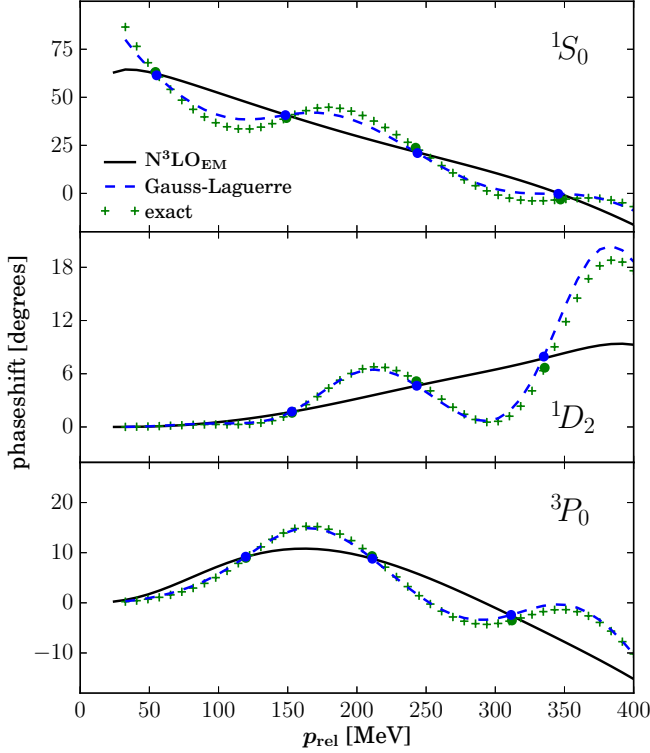 75
50
25
0
¹S₀
N³LO_EM
Gauss-Laguerre
exact
18
12
6
0
¹D₂
phaseshift [degrees]
20
10
0
−10
³P₀
0 50 100 150 200 250 300 350 400
p_rel [MeV]